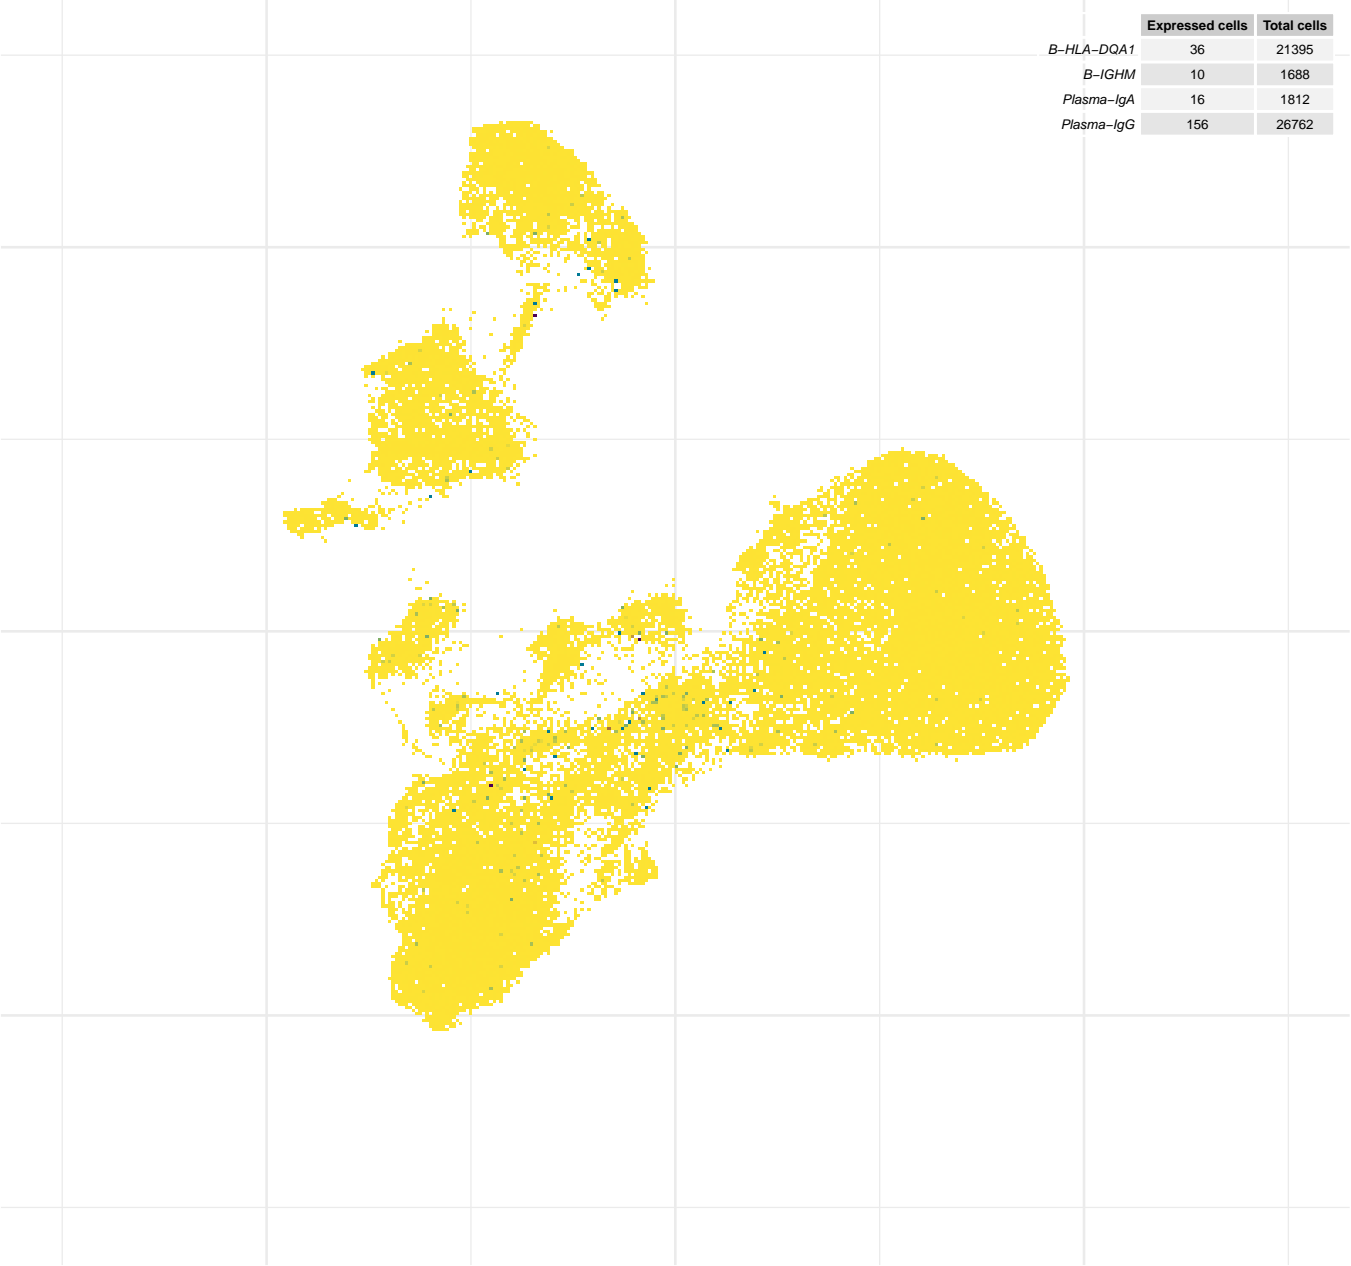 Expressed cells Total cells
B−HLA−DQA1 36 21395
B−IGHM 10 1688
Plasma−IgA 16 1812
Plasma−IgG 156 26762